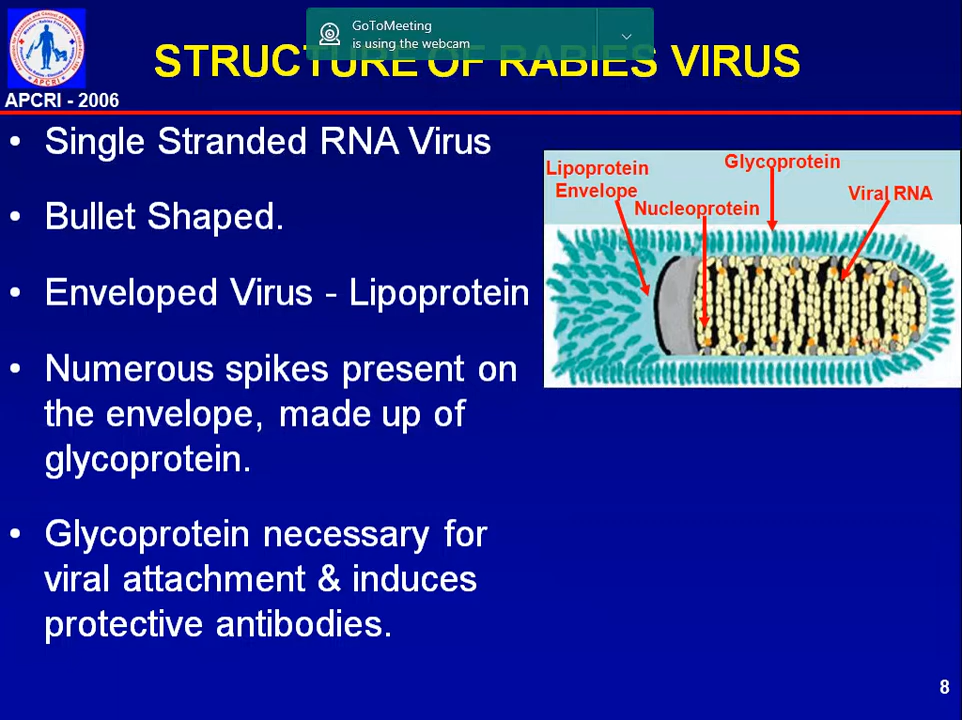 GoToMeeting
is using the webcam
STRUCTURE OF RABIES VIRUS
APCRI
APCRI - 2006
• Single Stranded RNA Virus
• Bullet Shaped.
• Enveloped Virus - Lipoprotein
• Numerous spikes present on
the envelope, made up of
glycoprotein.
• Glycoprotein necessary for
viral attachment & induces
protective antibodies.
Lipoprotein
Envelope
Glycoprotein
Nucleoprotein
Viral RNA
8